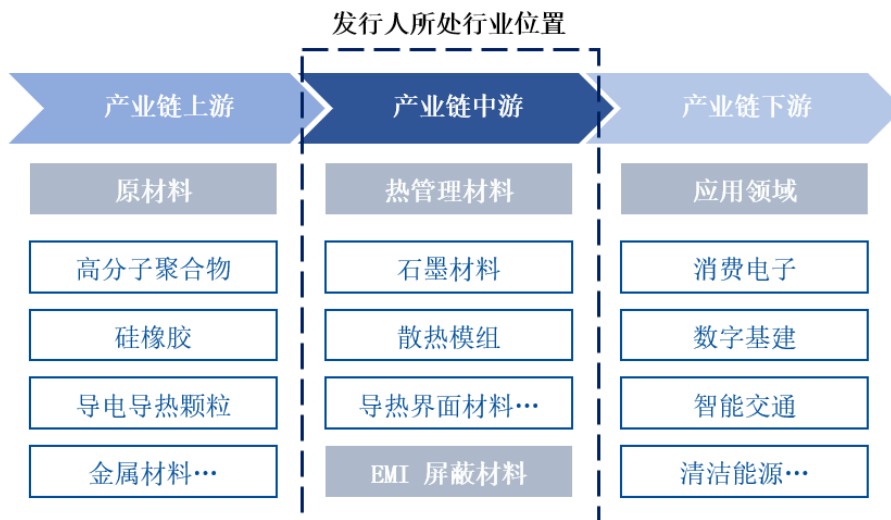 发行人所处行业位置
产业链上游
产业链中游
产业链下游
原材料
热管理材料
应用领域
高分子聚合物
石墨材料
消费电子
硅橡胶
散热模组
数字基建
导电导热颗粒
导热界面材料…
智能交通
金属材料…
EMI 屏蔽材料
清洁能源…